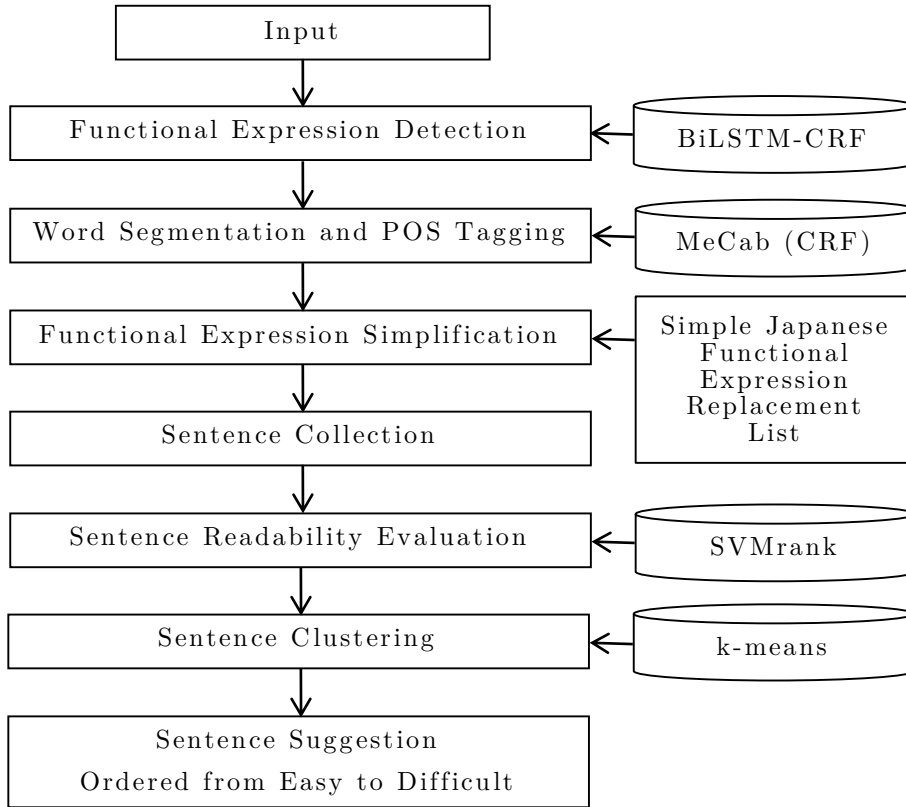 Input
Functional Expression Detection
BiLSTM-CRF
Word Segmentation and POS Tagging
MeCab (CRF)
Functional Expression Simplification
Simple Japanese
Functional
Expression
Replacement
List
Sentence Collection
Sentence Readability Evaluation
SVMrank
Sentence Clustering
k-means
Sentence Suggestion
Ordered from Easy to Difficult